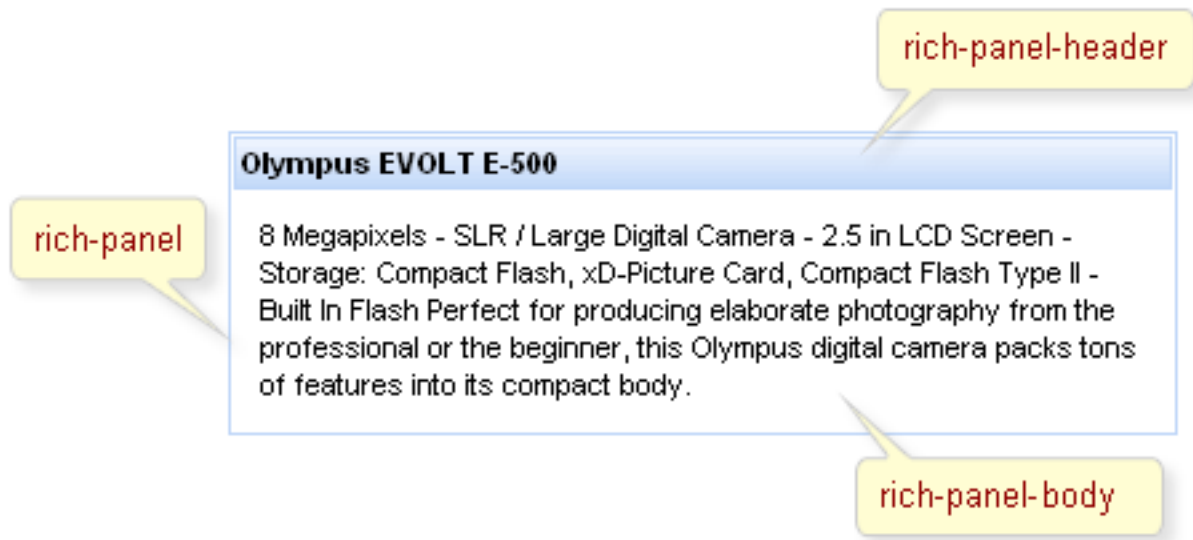 rich-panel-header
Olympus EVOLT E-500
rich-panel
8 Megapixels - SLR / Large Digital Camera - 2.5 in LCD Screen -
Storage: Compact Flash, xD-Picture Card, Compact Flash Type II -
Built In Flash Perfect for producing elaborate photography from the
professional or the beginner, this Olympus digital camera packs tons
of features into its compact body.
rich-panel-body